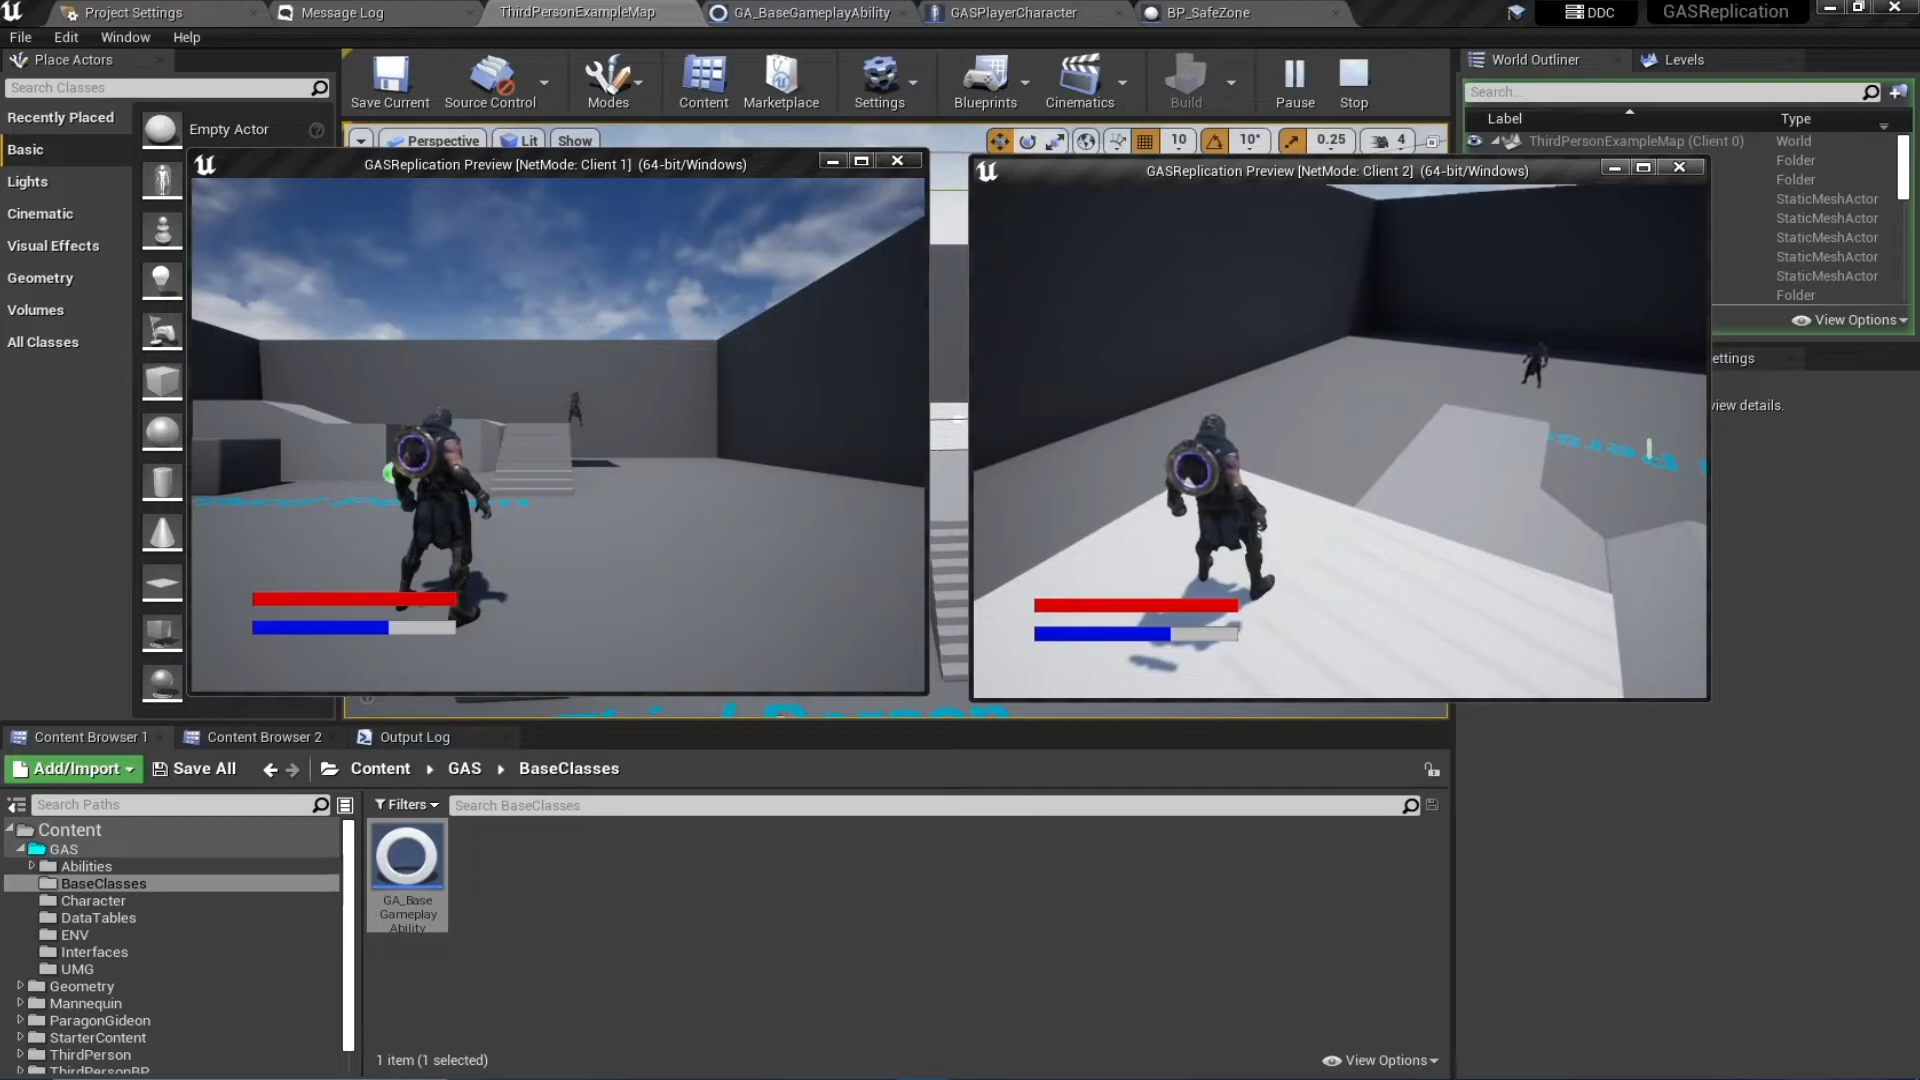 Project Settings
Message Log
ThirdPersonExampleMap
GA_BaseGameplayAbility
GASPlayerCharacter
BP_SafeZone
DDC
GASReplication
File
Edit
Window
Help
Place Actors
Search Classes
Recently Placed
Basic
Lights
Cinematic
Visual Effects
Geometry
Volumes
All Classes
Empty Actor
Save Current
Source Control
Modes
Content
Marketplace
Settings
Blueprints
Cinematics
Build
Pause
Stop
Perspective
Lit
Show
10
10°
0.25
4
GASReplication Preview [NetMode: Client 1] (64-bit/Windows)
GASReplication Preview [NetMode: Client 2] (64-bit/Windows)
World Outliner
Levels
Search...
Label
Type
ThirdPersonExampleMap (Client 0)
World
Folder
Folder
StaticMeshActor
StaticMeshActor
StaticMeshActor
StaticMeshActor
StaticMeshActor
Folder
View Options
ettings
view details.
Content Browser 1
Content Browser 2
Output Log
Add/Import
Save All
Content
GAS
BaseClasses
Search Paths
Filters
Search BaseClasses
Content
GAS
Abilities
BaseClasses
Character
DataTables
ENV
Interfaces
UMG
Geometry
Mannequin
ParagonGideon
StarterContent
ThirdPerson
ThirdPersonBP
GA_Base
Gameplay
Ability
1 item (1 selected)
View Options